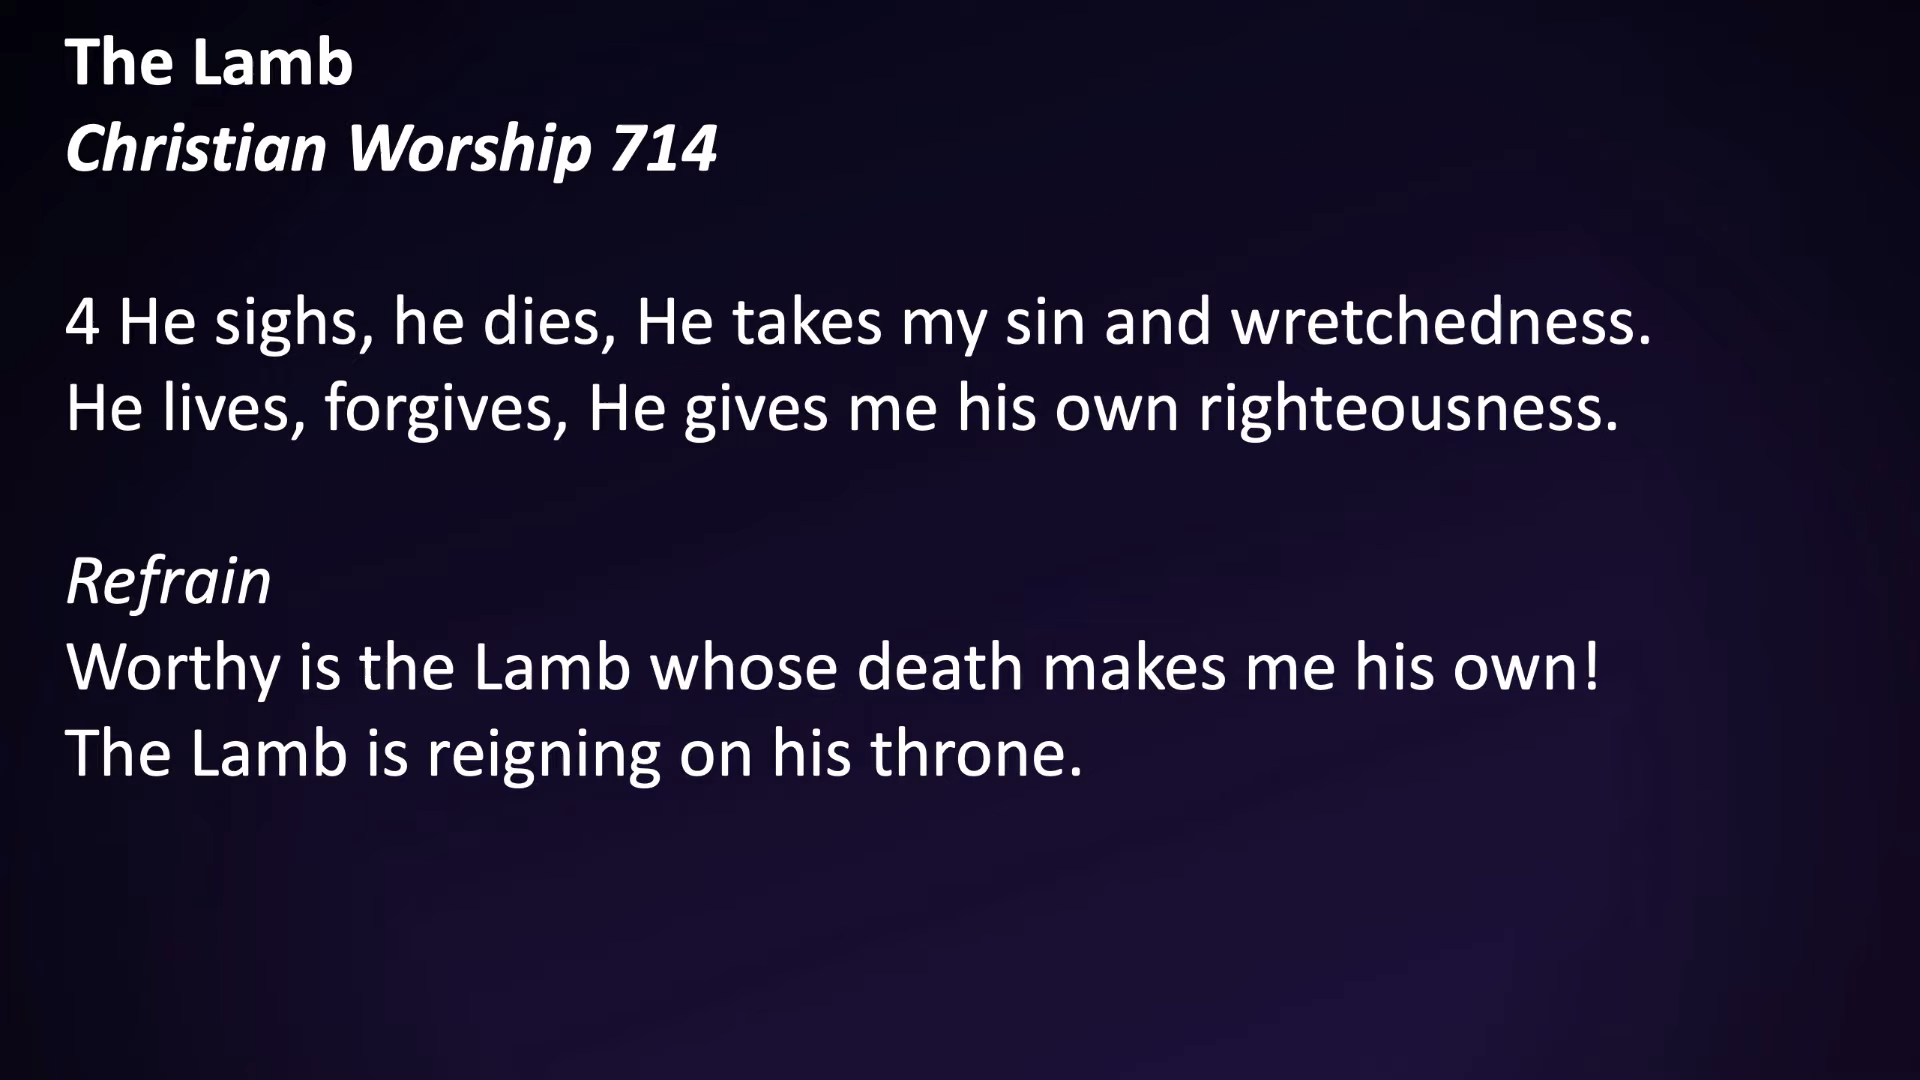 The Lamb
Christian Worship 714
4 He sighs, he dies, He takes my sin and wretchedness.
He lives, forgives, He gives me his own righteousness.
Refrain
Worthy is the Lamb whose death makes me his own!
The Lamb is reigning on his throne.